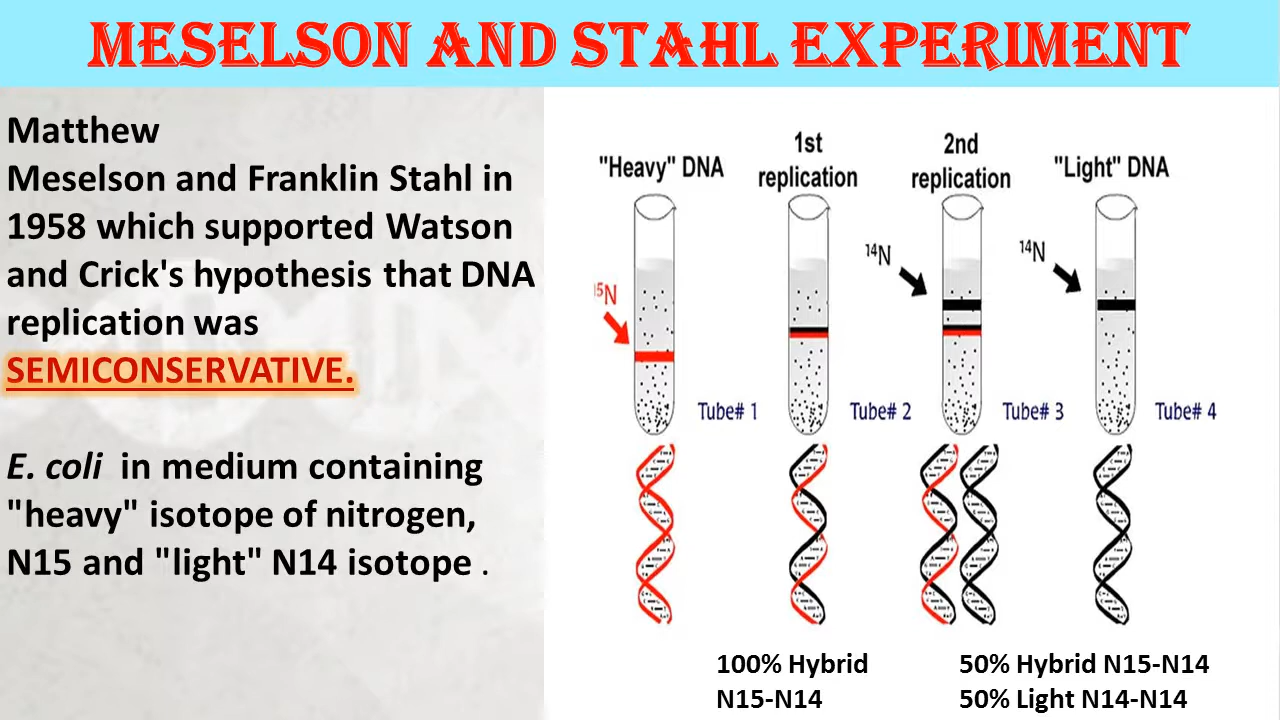 MESELSON AND STAHL EXPERIMENT
Matthew
Meselson and Franklin Stahl in
1958 which supported Watson
and Crick's hypothesis that DNA
replication was
SEMICONSERVATIVE.
E. coli in medium containing
"heavy" isotope of nitrogen,
N15 and "light" N14 isotope .
"Heavy" DNA
1st
replication
2nd
replication
"Light" DNA
15N
14N
14N
Tube# 1
Tube# 2
Tube# 3
Tube# 4
100% Hybrid
N15-N14
50% Hybrid N15-N14
50% Light N14-N14